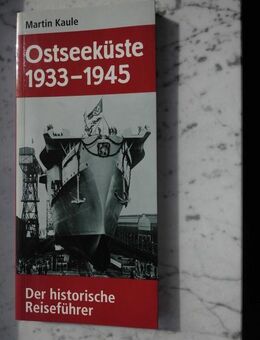 Martin Kaule
Ostseeküste
1933–1945
Der historische
Reiseführer